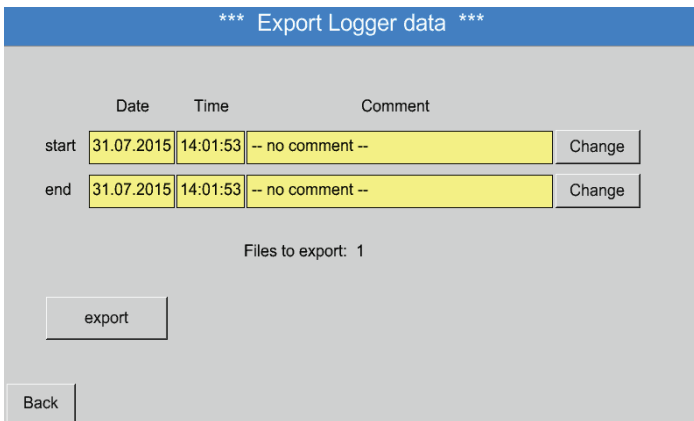 *** Export Logger data ***
Date Time Comment
start 31.07.2015 14:01:53 -- no comment -- Change
end 31.07.2015 14:01:53 -- no comment -- Change
Files to export: 1
export
Back